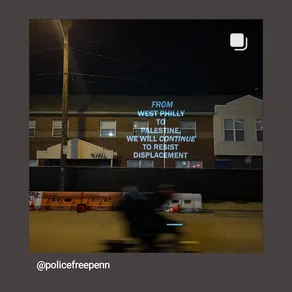 FROM
WEST PHILLY
TO
PALESTINE,
WE WILL CONTINUE
TO RESIST
DISPLACEMENT
@policefreepenn